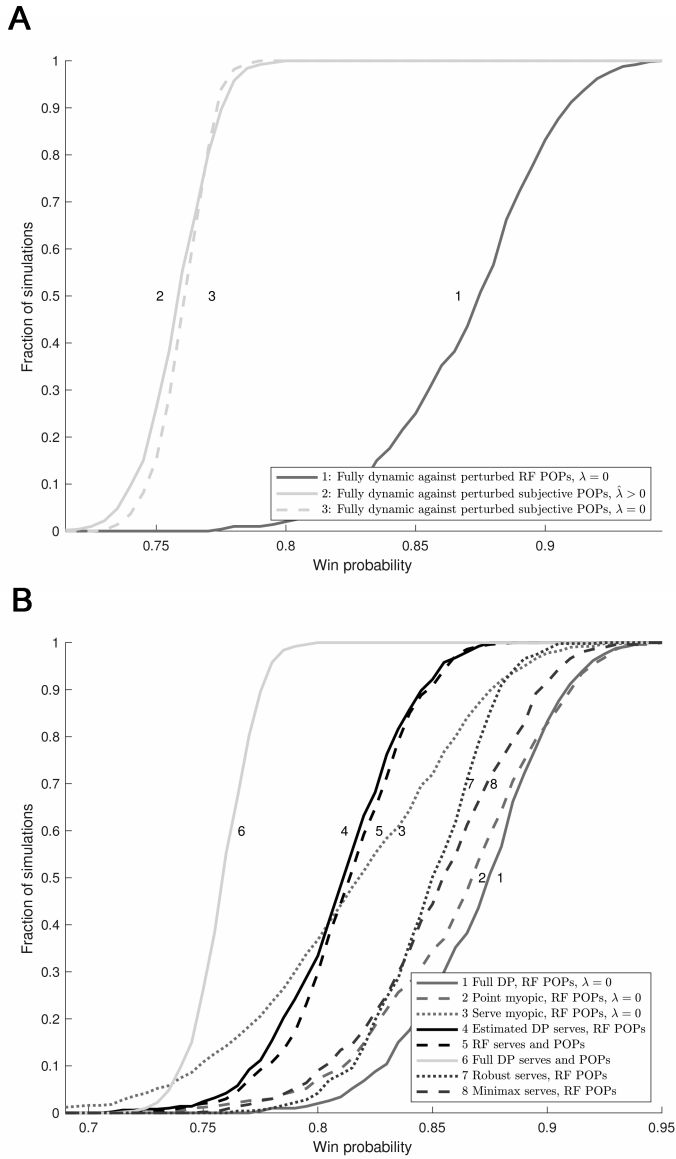 A
1
0.9
0.8
0.7
0.6
0.5
0.4
0.3
0.2
0.1
0
Fraction of simulations
2
3
1
1: Fully dynamic against perturbed RF POPs, λ = 0
2: Fully dynamic against perturbed subjective POPs, λ̂ > 0
3: Fully dynamic against perturbed subjective POPs, λ = 0
0.75 0.8 0.85 0.9
Win probability
B
1
0.9
0.8
0.7
0.6
0.5
0.4
0.3
0.2
0.1
0
Fraction of simulations
7 8
6 4 5 3
2 1
1 Full DP, RF POPs, λ = 0
2 Point myopic, RF POPs, λ = 0
3 Serve myopic, RF POPs, λ = 0
4 Estimated DP serves, RF POPs
5 RF serves and POPs
6 Full DP serves and POPs
7 Robust serves, RF POPs
8 Minimax serves, RF POPs
0.7 0.75 0.8 0.85 0.9 0.95
Win probability